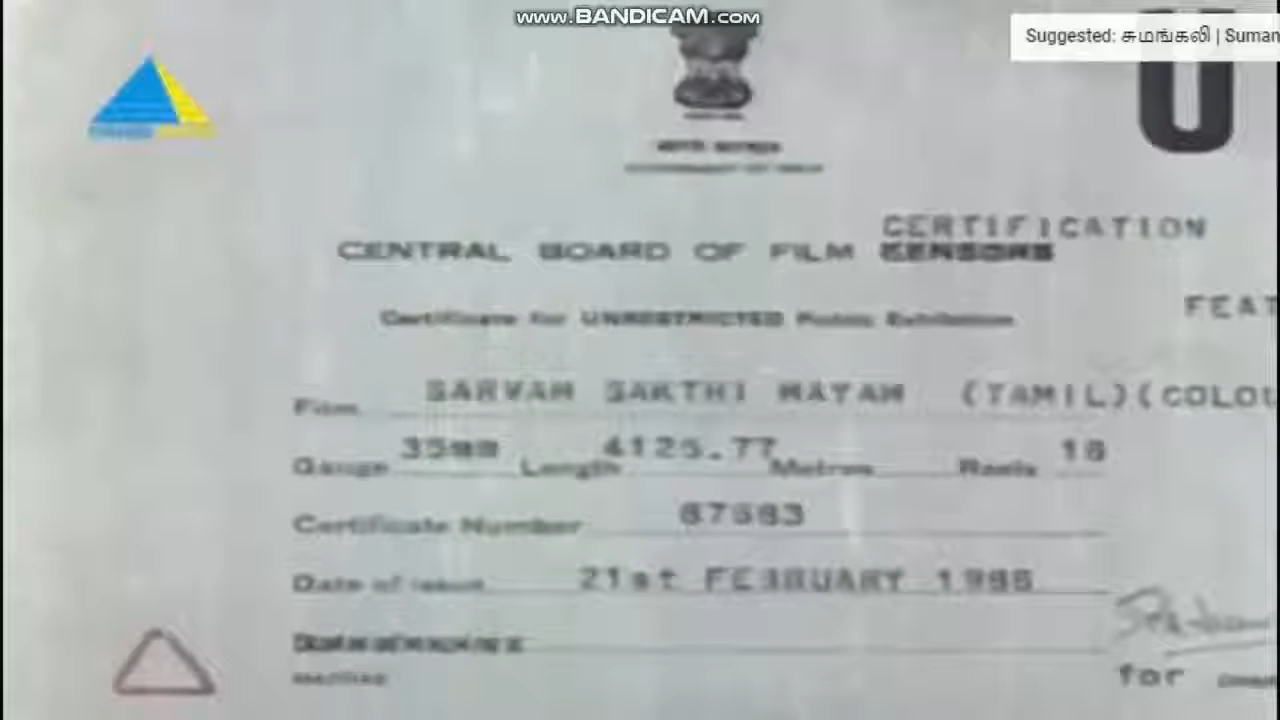 www.BANDICAM.com
Suggested: சுமங்கலி | Suman
U
CERTIFICATION
CENTRAL BOARD OF FILM CENSORS
FEAT
Certificate for UNRESTRICTED Public Exhibition
Film SARVAM SAKTHI MAYAM (TAMIL)(COLOU
Gauge 35mm Length 4125.77 Metres Reels 18
Certificate Number
Date of issue 21st FEBRUARY
MADRAS
for